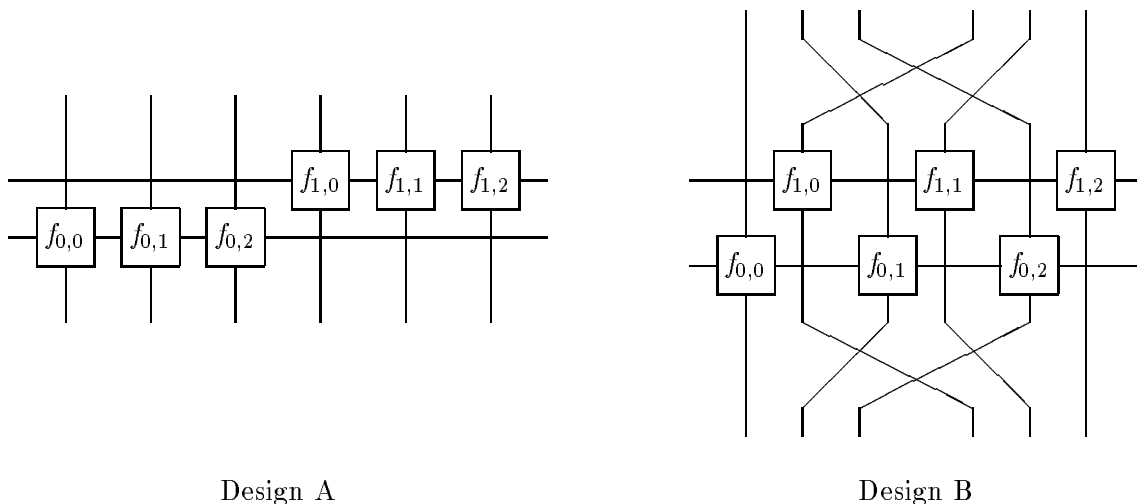 f1,0 f1,1 f1,2
f0,0 f0,1 f0,2
Design A
f1,0 f1,1 f1,2
f0,0 f0,1 f0,2
Design B